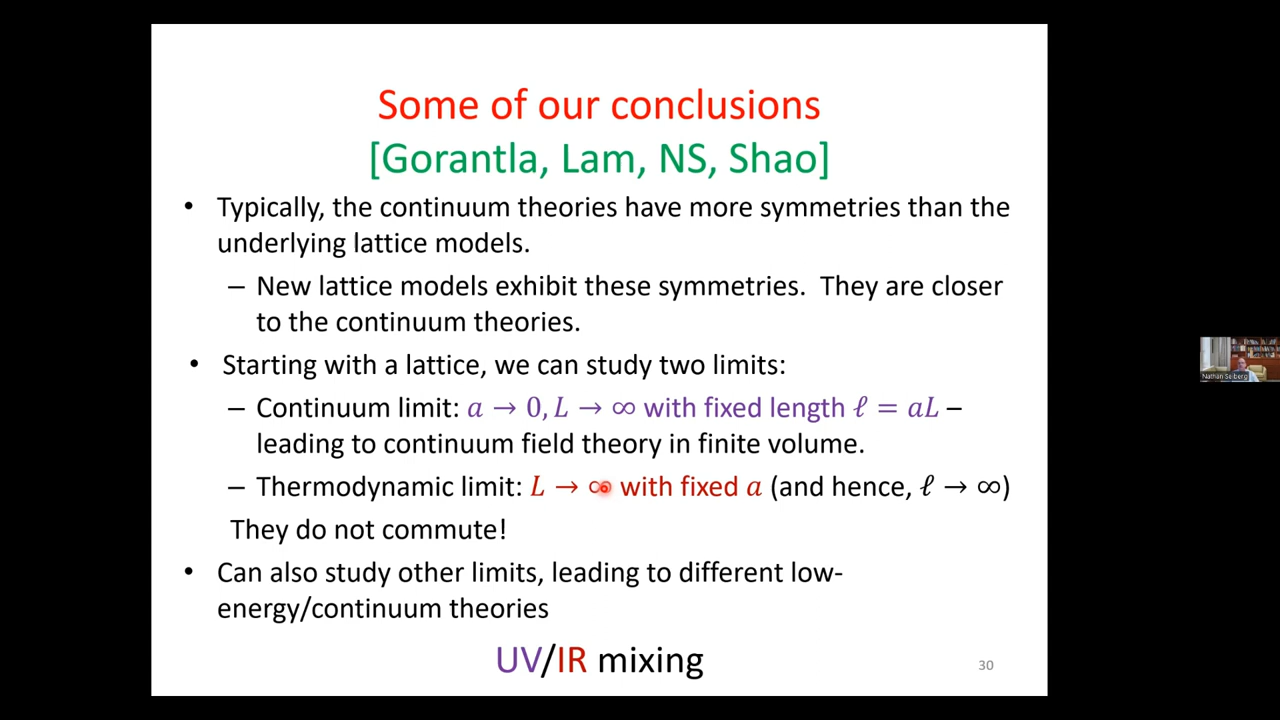 Some of our conclusions
[Gorantla, Lam, NS, Shao]
• Typically, the continuum theories have more symmetries than the
underlying lattice models.
– New lattice models exhibit these symmetries. They are closer
to the continuum theories.
• Starting with a lattice, we can study two limits:
– Continuum limit: a → 0, L → ∞ with fixed length ℓ = aL –
leading to continuum field theory in finite volume.
– Thermodynamic limit: L → ∞ with fixed a (and hence, ℓ → ∞)
They do not commute!
• Can also study other limits, leading to different low-
energy/continuum theories
UV/IR mixing
30
Nathan Seiberg